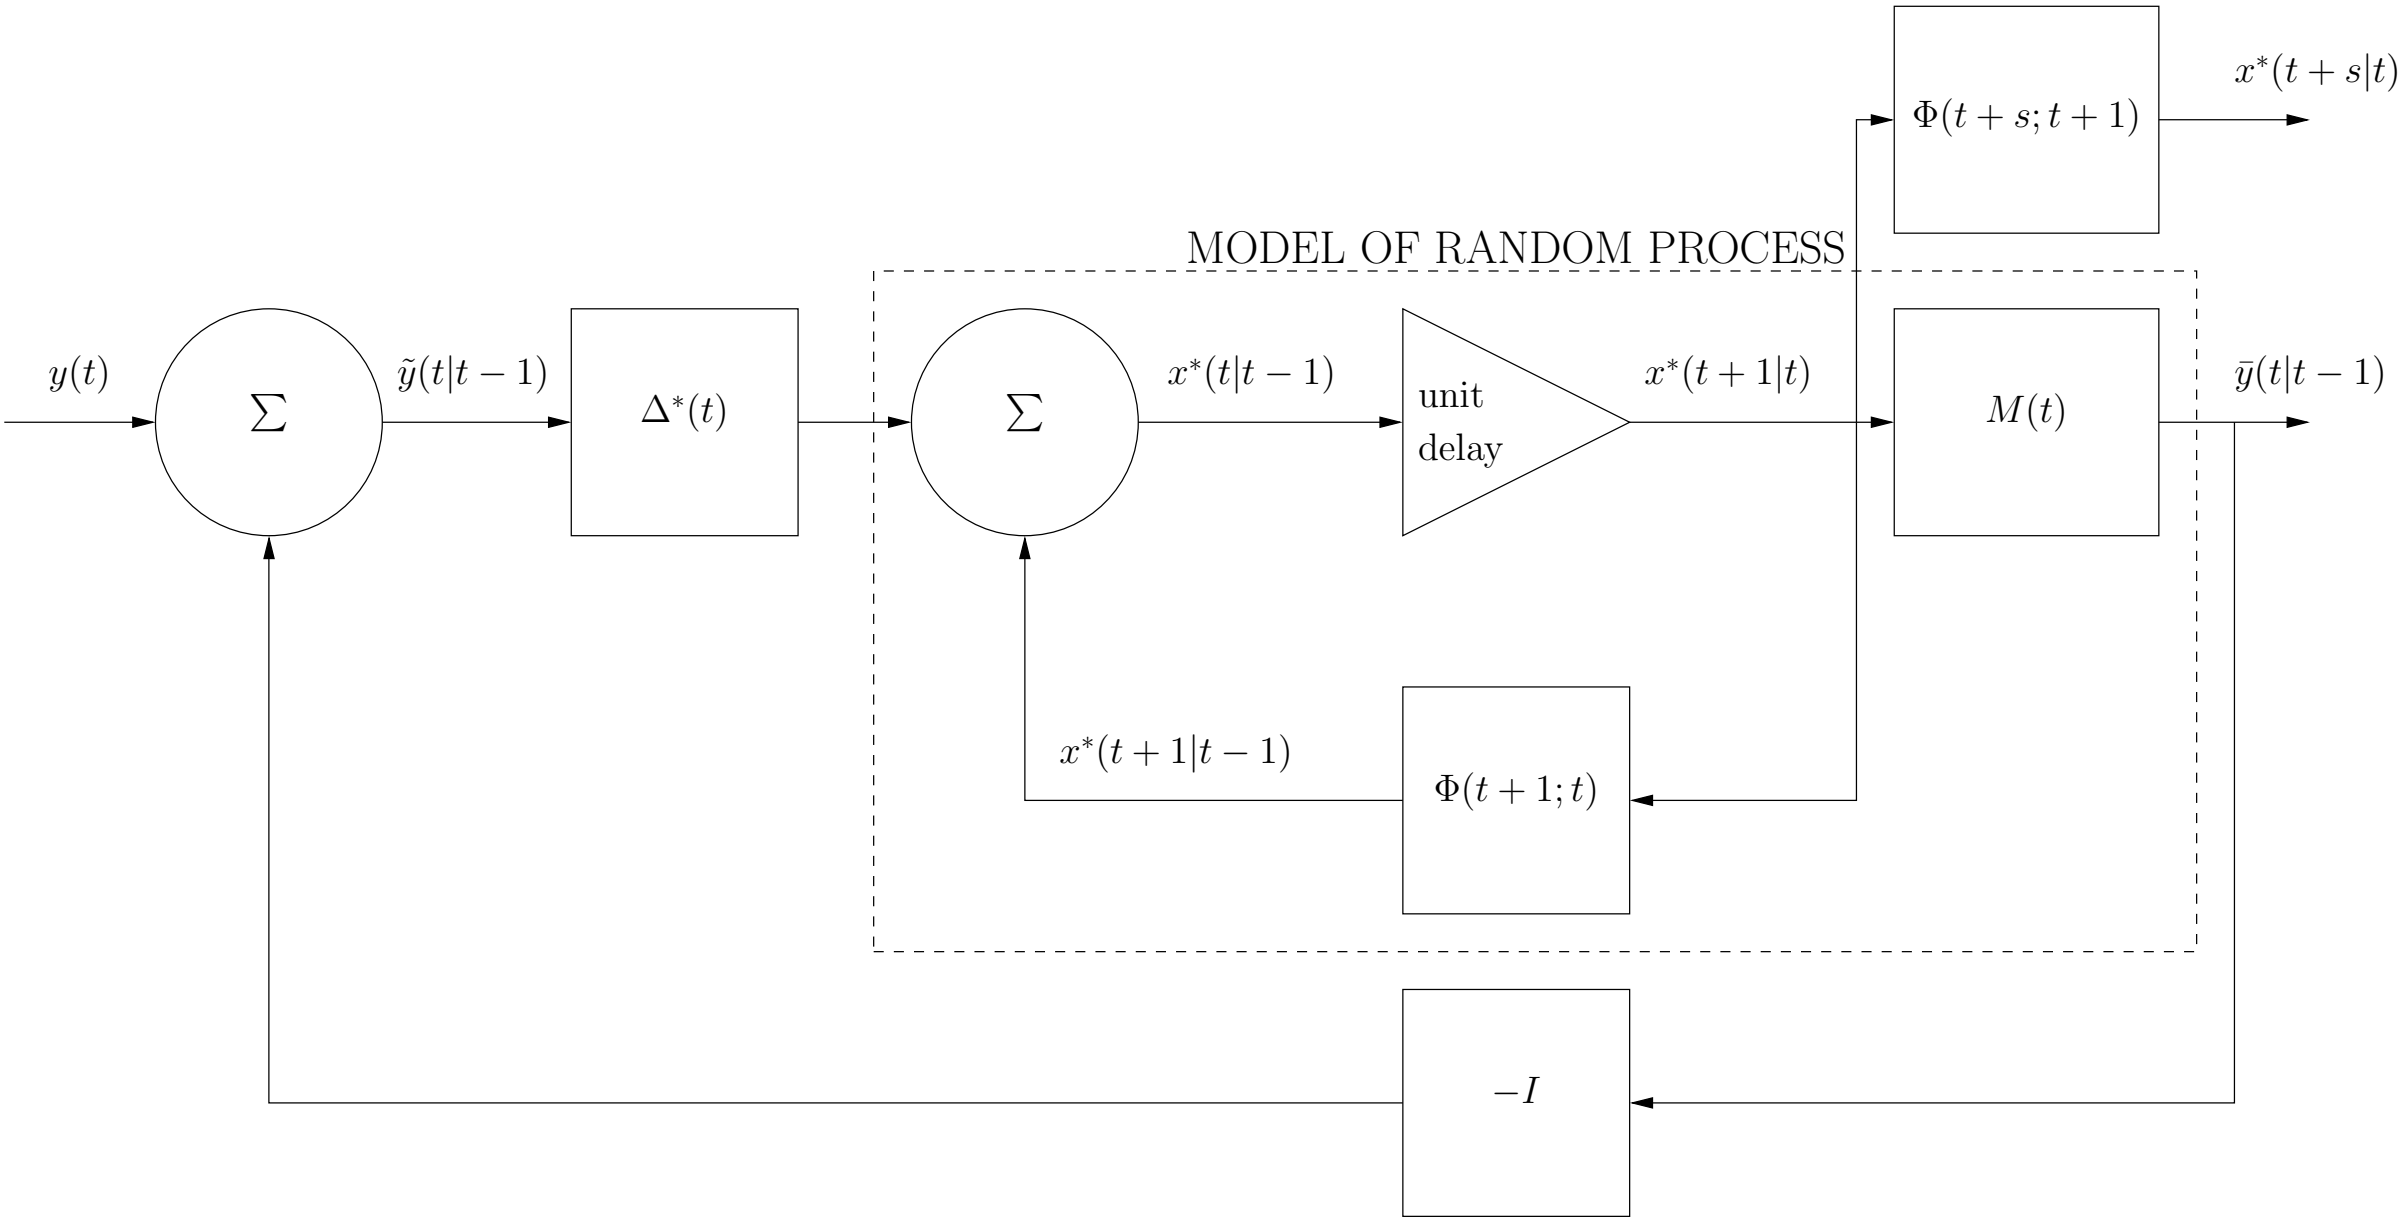 x*(t + s|t)
Φ(t + s; t + 1)
MODEL OF RANDOM PROCESS
y(t)
ỹ(t|t − 1)
Δ*(t)
x*(t|t − 1)
unit
delay
x*(t + 1|t)
M(t)
ȳ(t|t − 1)
Σ
Σ
x*(t + 1|t − 1)
Φ(t + 1; t)
−I